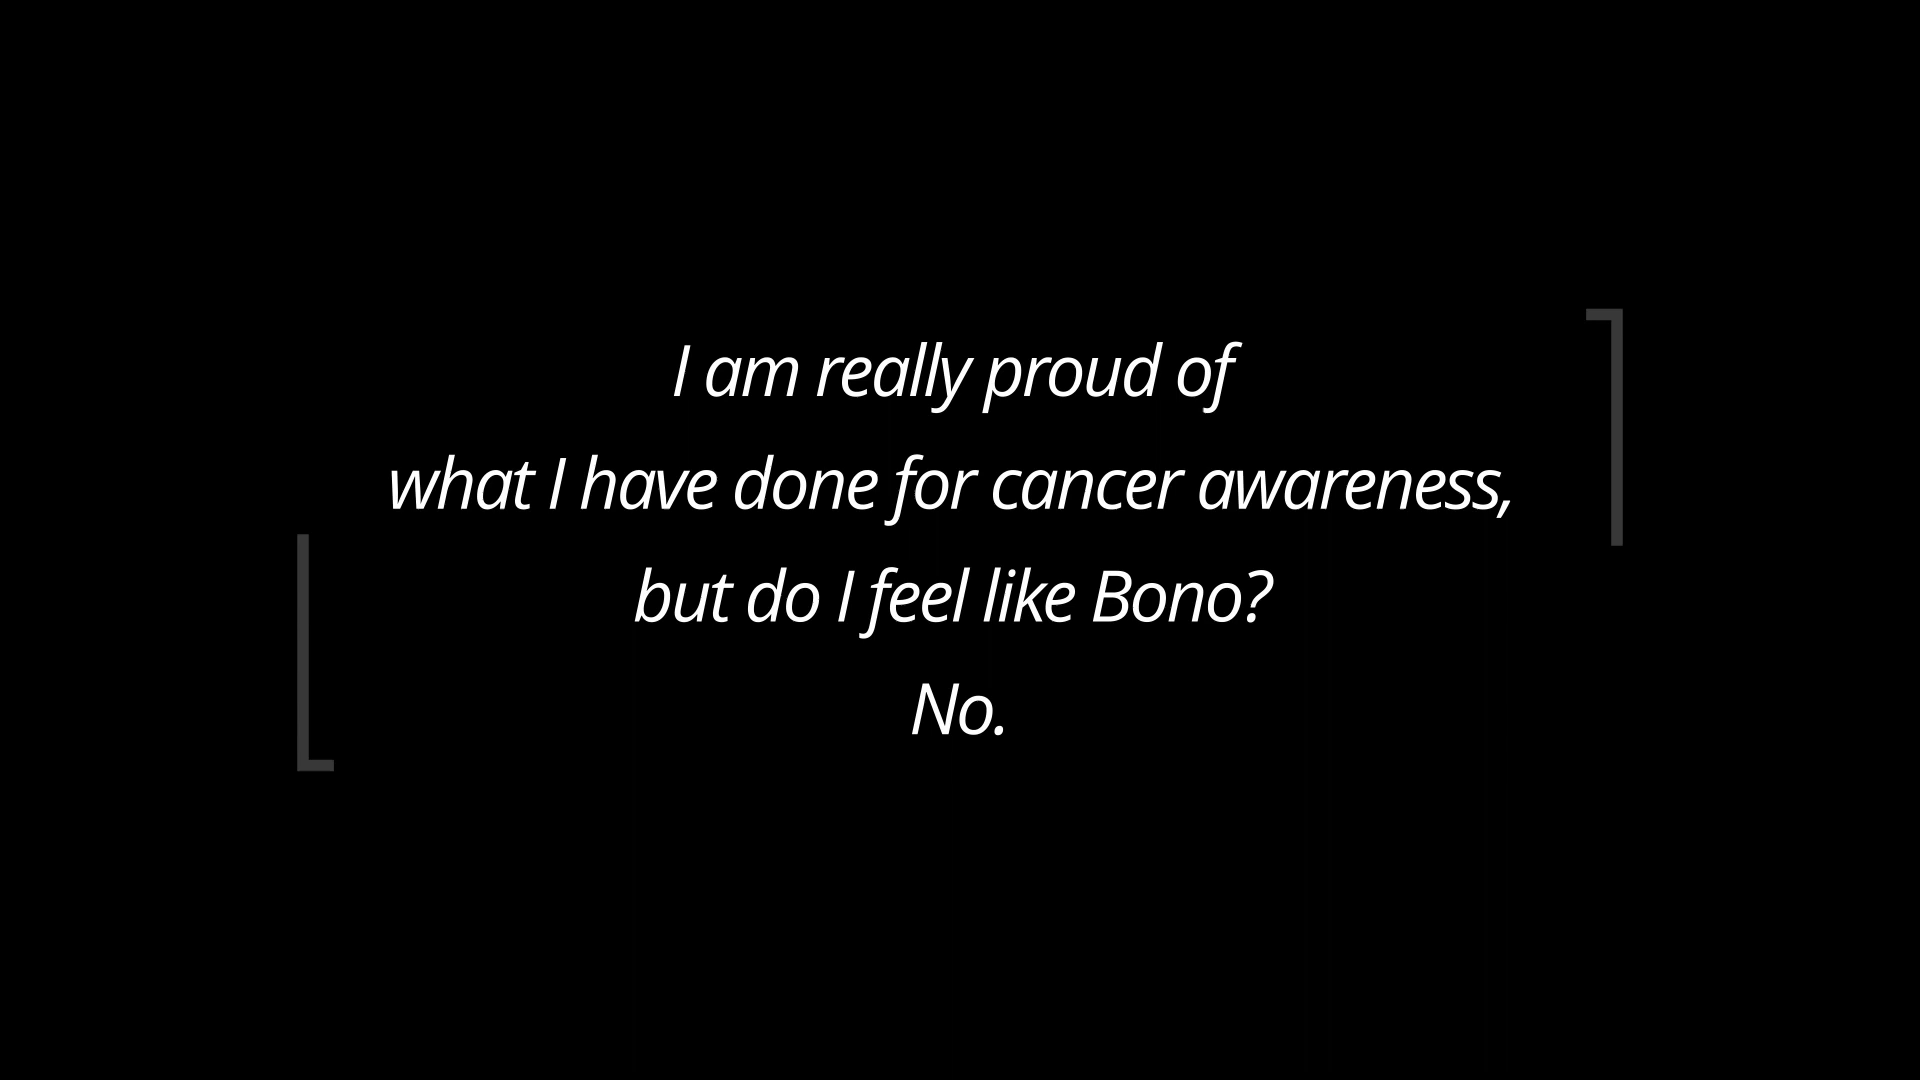 I am really proud of
what I have done for cancer awareness,
but do I feel like Bono?
No.